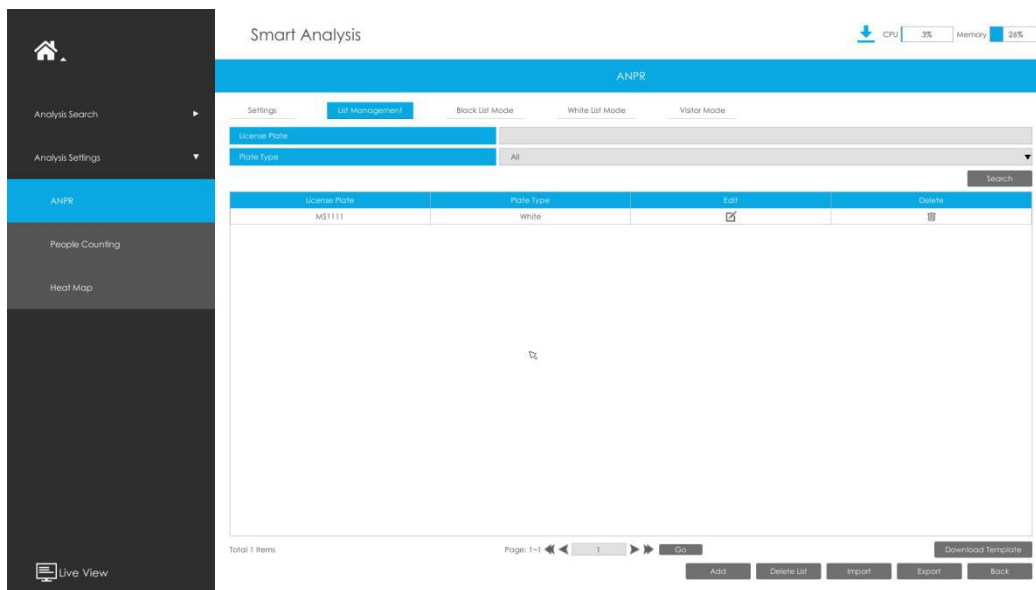 Smart Analysis
CPU 3% Memory 26%
ANPR
Analysis Search
Analysis Settings
ANPR
People Counting
Heat Map
Live View
Settings List Management Black List Mode White List Mode Visitor Mode
License Plate
Plate Type All
Search
License Plate Plate Type Edit Delete
MS1111 White
Total 1 Items Page: 1~1 1 Go Download Template
Add Delete List Import Export Back